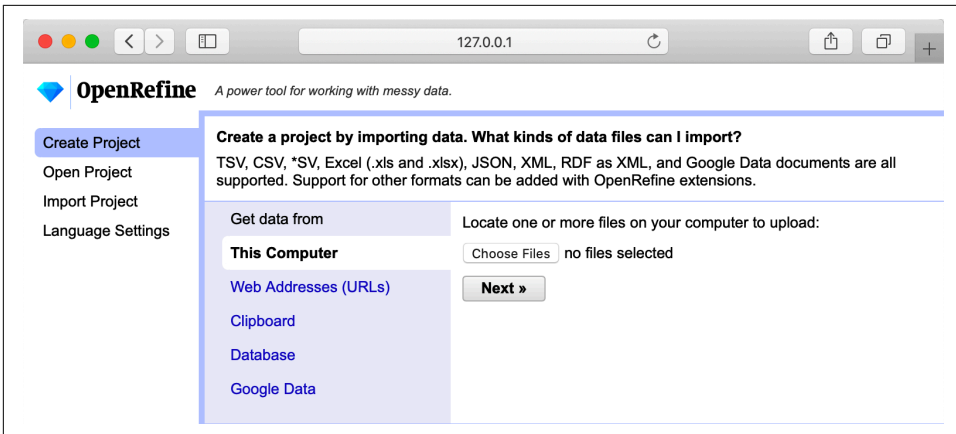 127.0.0.1
OpenRefine A power tool for working with messy data.
Create Project
Open Project
Import Project
Language Settings
Create a project by importing data. What kinds of data files can I import?
TSV, CSV, *SV, Excel (.xls and .xlsx), JSON, XML, RDF as XML, and Google Data documents are all
supported. Support for other formats can be added with OpenRefine extensions.
Get data from
This Computer
Web Addresses (URLs)
Clipboard
Database
Google Data
Locate one or more files on your computer to upload:
Choose Files no files selected
Next »